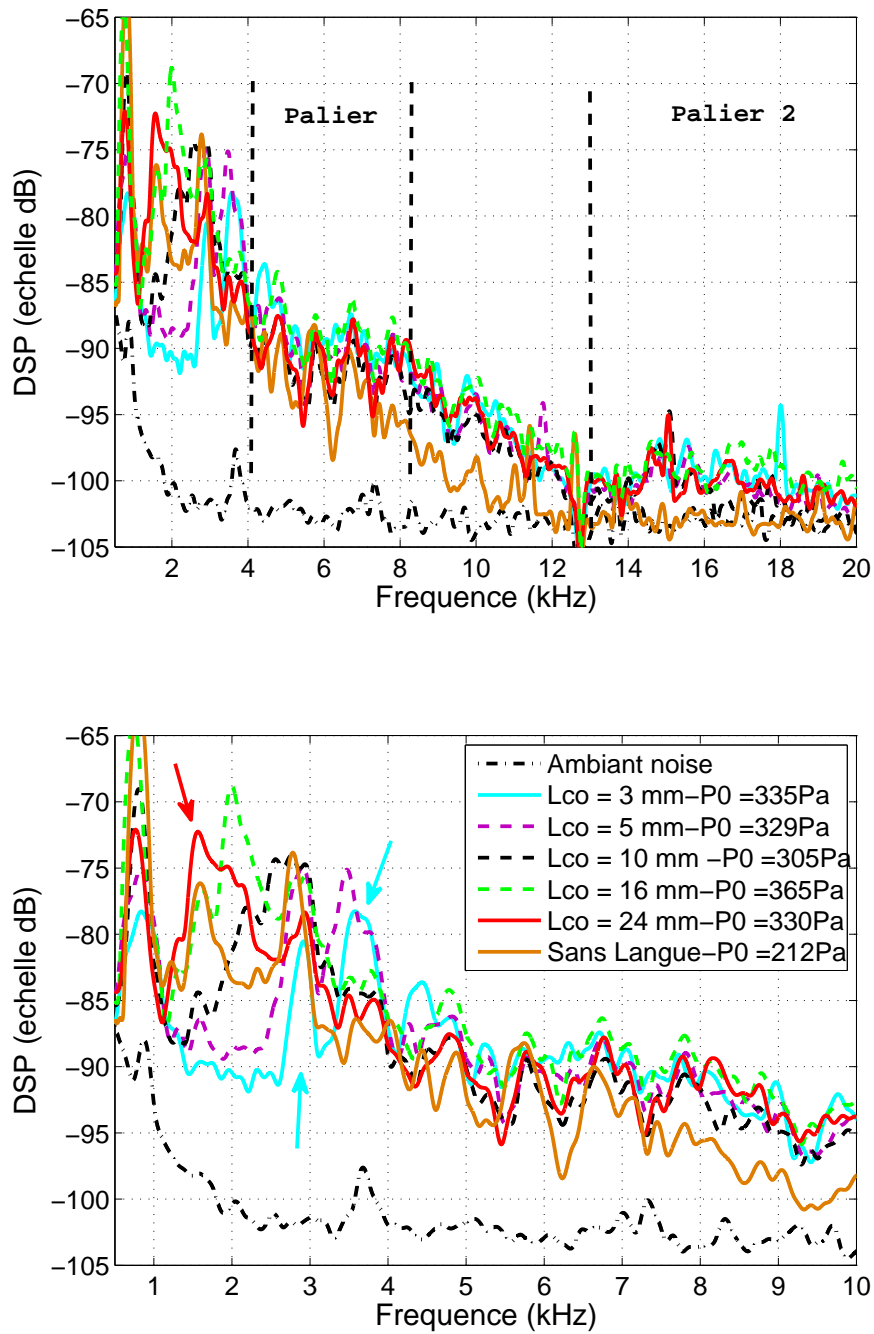 −65
−70
−75
−80
−85
−90
−95
−100
−105
DSP (echelle dB)
Palier
Palier 2
2 4 6 8 10 12 14 16 18 20
Frequence (kHz)
−65
−70
−75
−80
−85
−90
−95
−100
−105
DSP (echelle dB)
Ambiant noise
Lco = 3 mm−P0 =335Pa
Lco = 5 mm−P0 =329Pa
Lco = 10 mm −P0 =305Pa
Lco = 16 mm−P0 =365Pa
Lco = 24 mm−P0 =330Pa
Sans Langue−P0 =212Pa
1 2 3 4 5 6 7 8 9 10
Frequence (kHz)